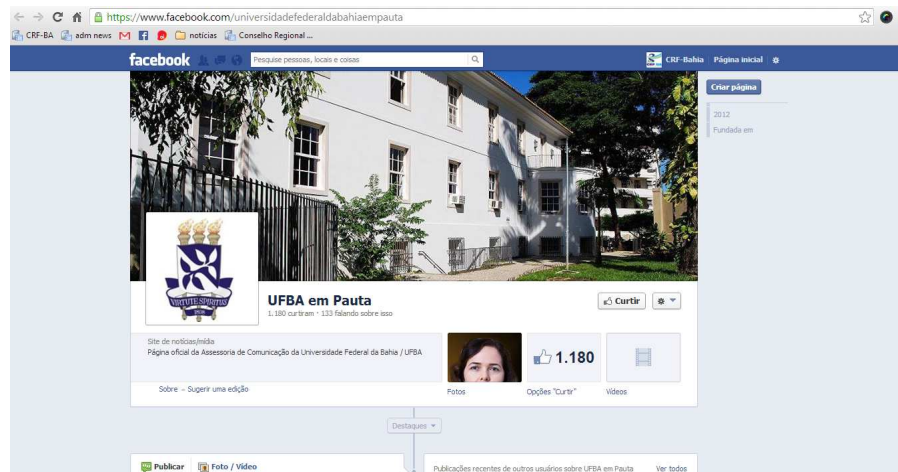 https://www.facebook.com/universidadefederaldabahiaempauta
CRF-BA adm news notícias Conselho Regional ...
facebook Pesquise pessoas, locais e coisas CRF-Bahia Página inicial
Criar página
2012
Fundada em
VIRTUTE SPIRITUS
UFBA em Pauta
1.180 curtiram · 133 falando sobre isso
Curtir
Site de notícias/mídia
Página oficial da Assessoria de Comunicação da Universidade Federal da Bahia / UFBA
1.180
Sobre – Sugerir uma edição
Fotos Opções "Curtir" Vídeos
Destaques
Publicar Foto / Vídeo
Publicações recentes de outros usuários sobre UFBA em Pauta Ver todos